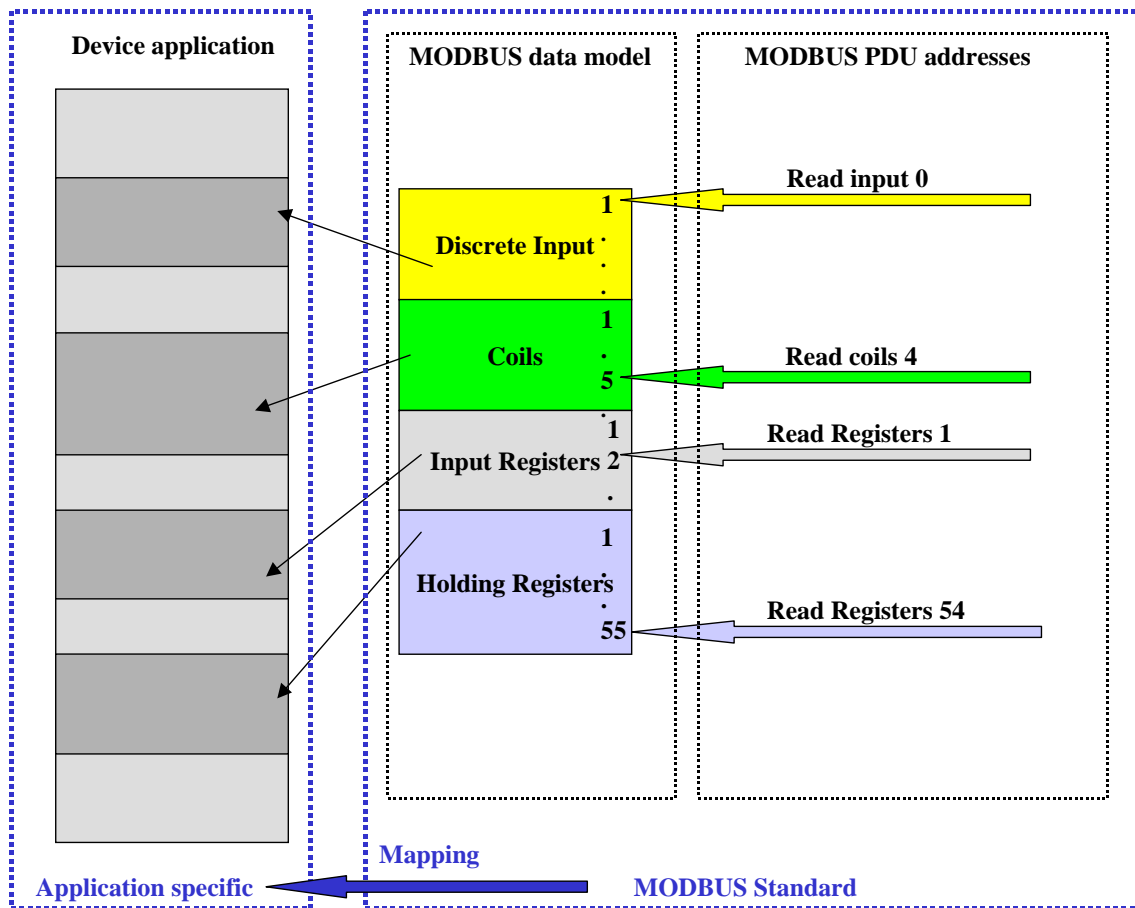 Device application
MODBUS data model
MODBUS PDU addresses
Read input 0
1
.
Discrete Input
.
.
.
1
.
Coils
Read coils 4
5
.
1
Read Registers 1
Input Registers 2
.
1
.
Holding Registers
.
55
Read Registers 54
Mapping
Application specific
MODBUS Standard